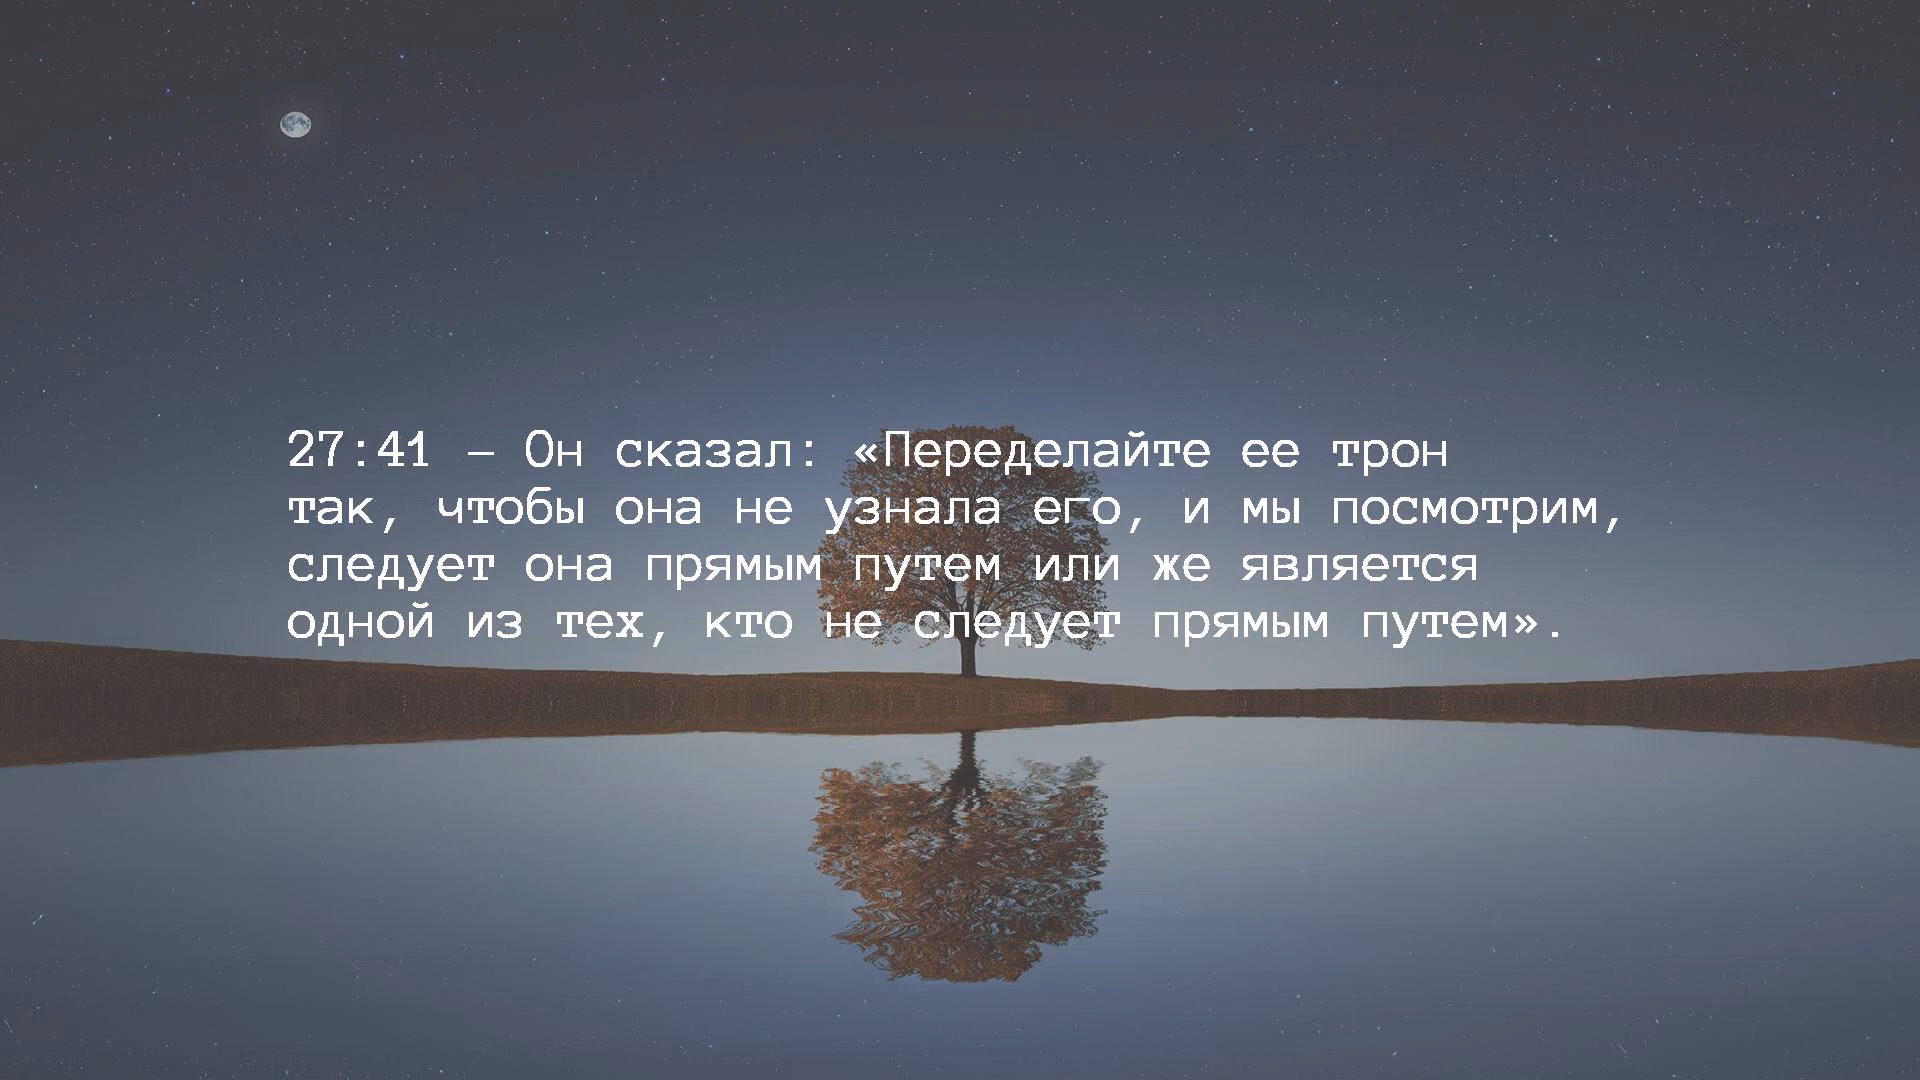 27:41 – Он сказал: «Переделайте ее трон
так, чтобы она не узнала его, и мы посмотрим,
следует она прямым путем или же является
одной из тех, кто не следует прямым путем».